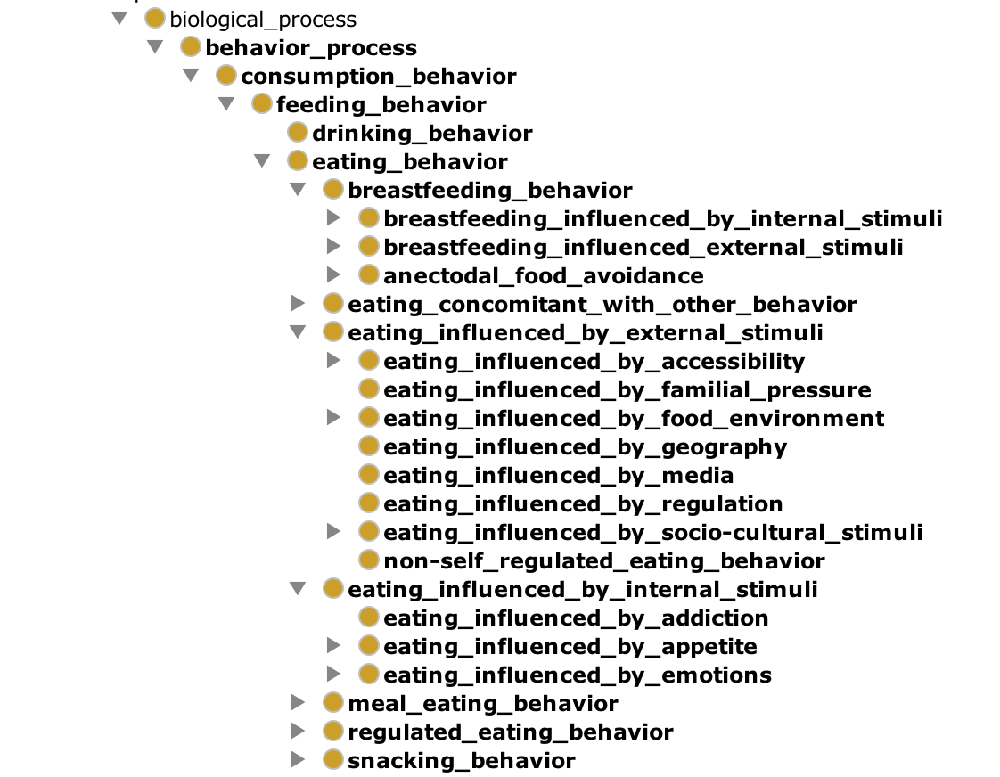 biological_process
behavior_process
consumption_behavior
feeding_behavior
drinking_behavior
eating_behavior
breastfeeding_behavior
breastfeeding_influenced_by_internal_stimuli
breastfeeding_influenced_external_stimuli
anectodal_food_avoidance
eating_concomitant_with_other_behavior
eating_influenced_by_external_stimuli
eating_influenced_by_accessibility
eating_influenced_by_familial_pressure
eating_influenced_by_food_environment
eating_influenced_by_geography
eating_influenced_by_media
eating_influenced_by_regulation
eating_influenced_by_socio-cultural_stimuli
non-self_regulated_eating_behavior
eating_influenced_by_internal_stimuli
eating_influenced_by_addiction
eating_influenced_by_appetite
eating_influenced_by_emotions
meal_eating_behavior
regulated_eating_behavior
snacking_behavior